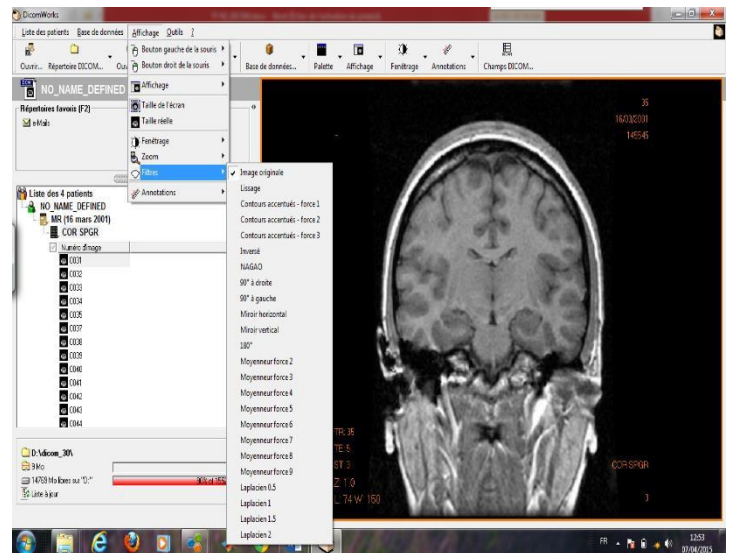 DicomWorks
Liste des patients Base de données Affichage Outils ?
Ouvrir... Répertoire DICOM... Base de données... Palette Affichage Fenêtrage Annotations Champs DICOM...
NO_NAME_DEFINED
Répertoires favoris (F2)
eMails
Bouton gauche de la souris
Bouton droit de la souris
Affichage
Taille de l'écran
Taille réelle
Fenêtrage
Zoom
Filtres
Annotations
Image originale
Lissage
Contours accentués - force 1
Contours accentués - force 2
Contours accentués - force 3
Inversé
NAGAO
90° à droite
90° à gauche
Miroir horizontal
Miroir vertical
180°
Moyenneur force 2
Moyenneur force 3
Moyenneur force 4
Moyenneur force 5
Moyenneur force 6
Moyenneur force 7
Moyenneur force 8
Moyenneur force 9
Laplacien 0.5
Laplacien 1
Laplacien 1.5
Laplacien 2
Liste des 4 patients
NO_NAME_DEFINED
MR (16 mars 2001)
COR SPGR
Numéro d'image
0031
0032
0033
0034
0035
0037
0038
0039
0040
0041
0042
0043
0044
D:\dicom_30\
9 Mo
14769 Mo libres sur "D:"
Liste à jour
35
16/03/2001
145545
TR: 35
TE: 5
ST 3
Z 1.0
L 74 W 150
COR SPGR
3
FR
12:53
07/04/2015